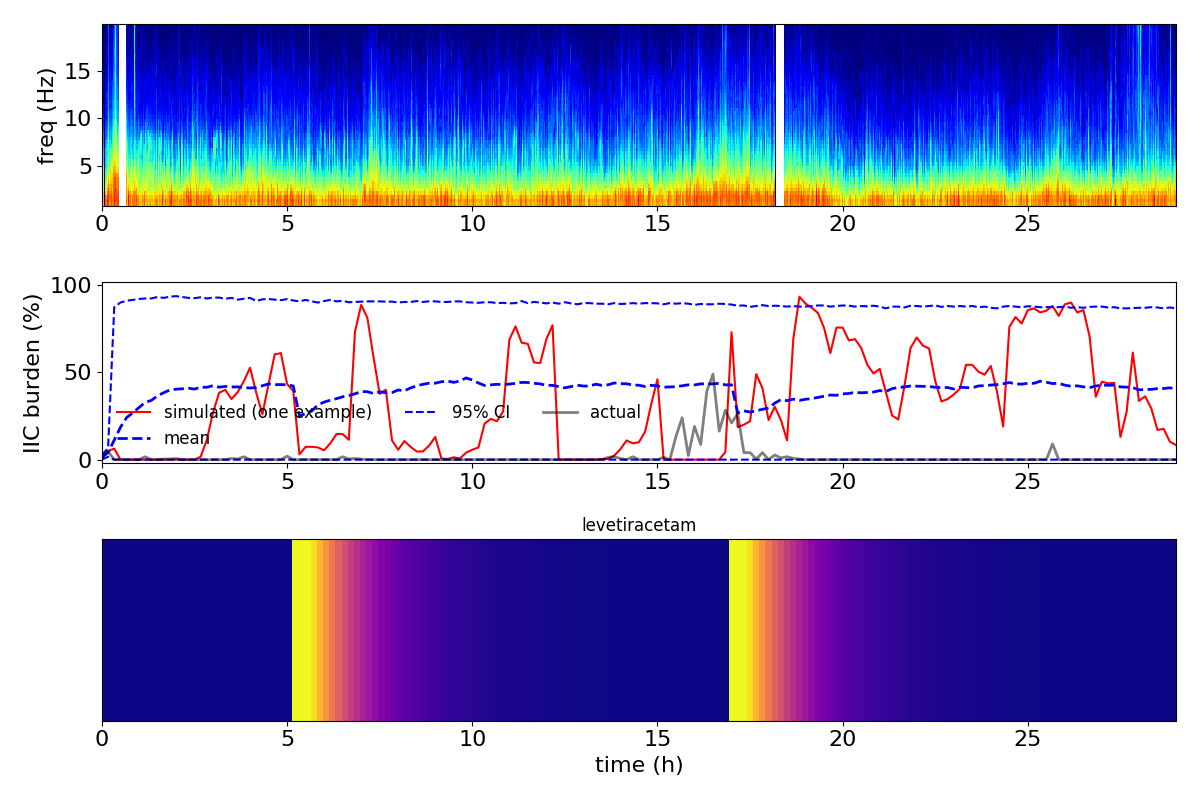 freq (Hz)
15
10
5
0 5 10 15 20 25
IIC burden (%)
100
50
0
simulated (one example) 95% CI actual
mean
0 5 10 15 20 25
levetiracetam
0 5 10 15 20 25
time (h)